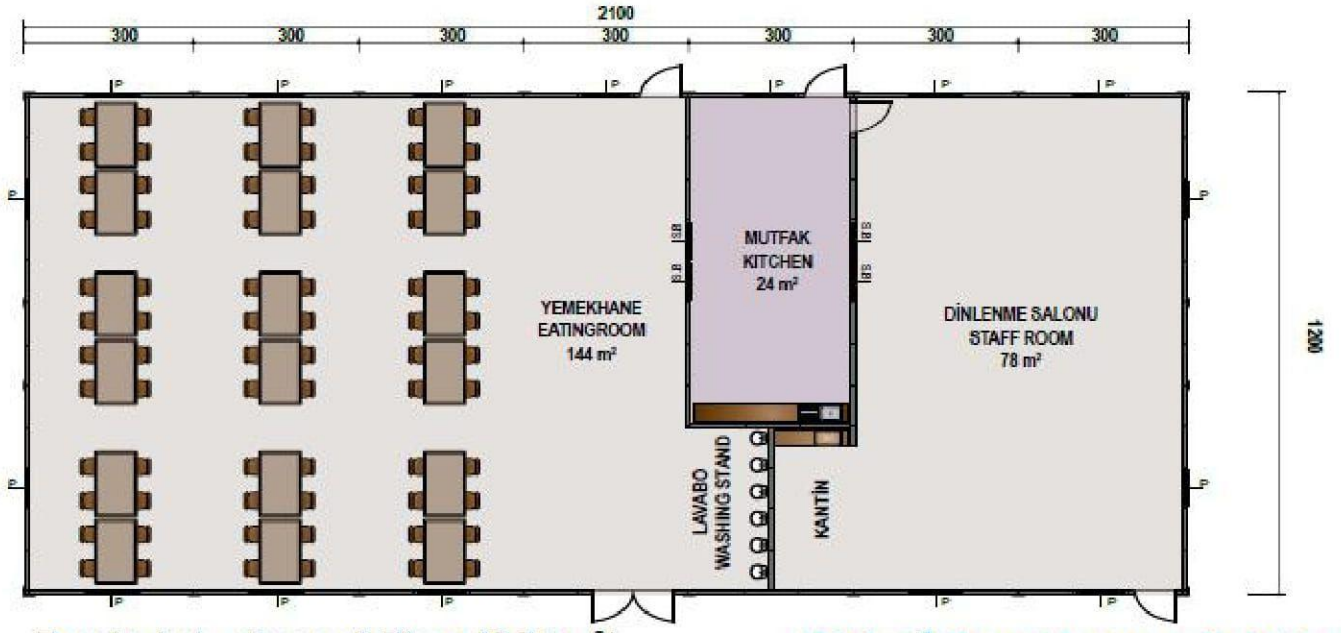 2100
300 300 300 300 300 300 300
P P P P P P
P P
S.B S.B
S.B S.B
MUTFAK
KITCHEN
24 m²
YEMEKHANE
EATINGROOM
144 m²
DİNLENME SALONU
STAFF ROOM
78 m²
1200
P P
LAVABO
WASHING STAND
KANTİN
P P P P P